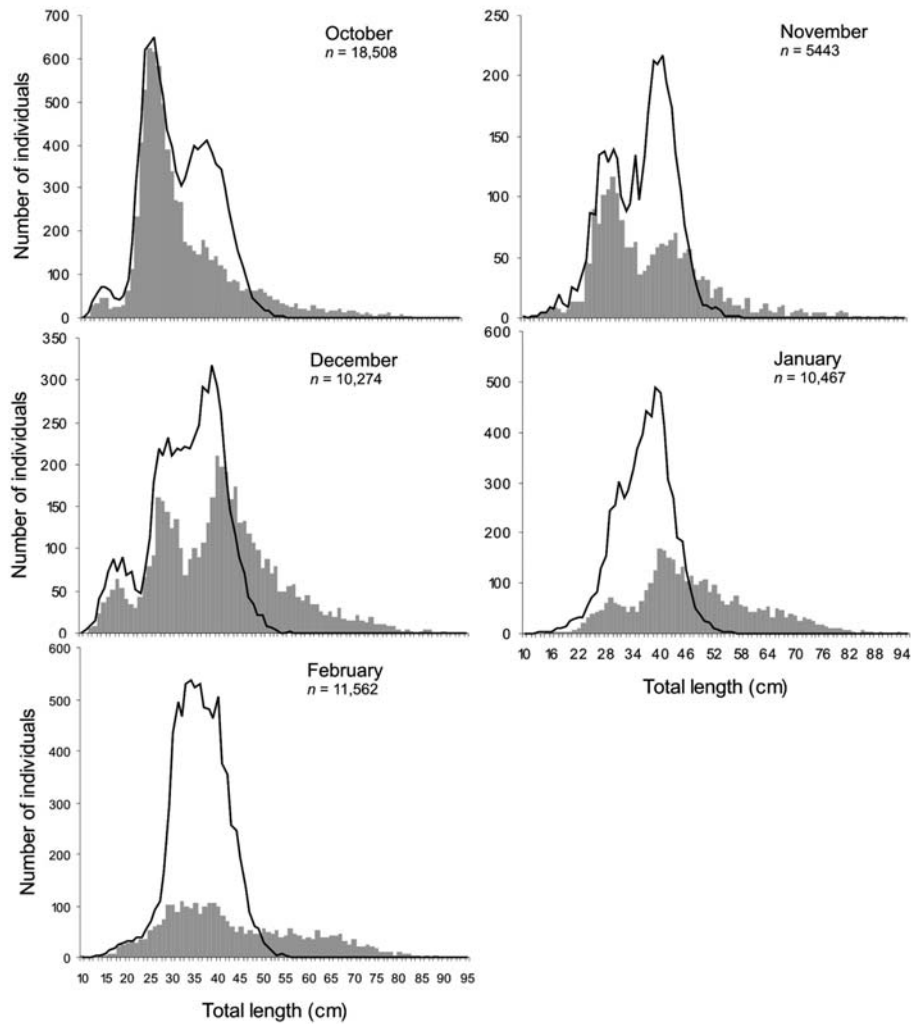 October
n = 18,508
Number of individuals
700
600
500
400
300
200
100
0
November
n = 5443
250
200
150
100
50
0
December
n = 10,274
Number of individuals
350
300
250
200
150
100
50
0
January
n = 10,467
600
500
400
300
200
100
0
10 16 22 28 34 40 46 52 58 64 70 76 82 88 94
Total length (cm)
February
n = 11,562
Number of individuals
600
500
400
300
200
100
0
10 15 20 25 30 35 40 45 50 55 60 65 70 75 80 85 90 95
Total length (cm)